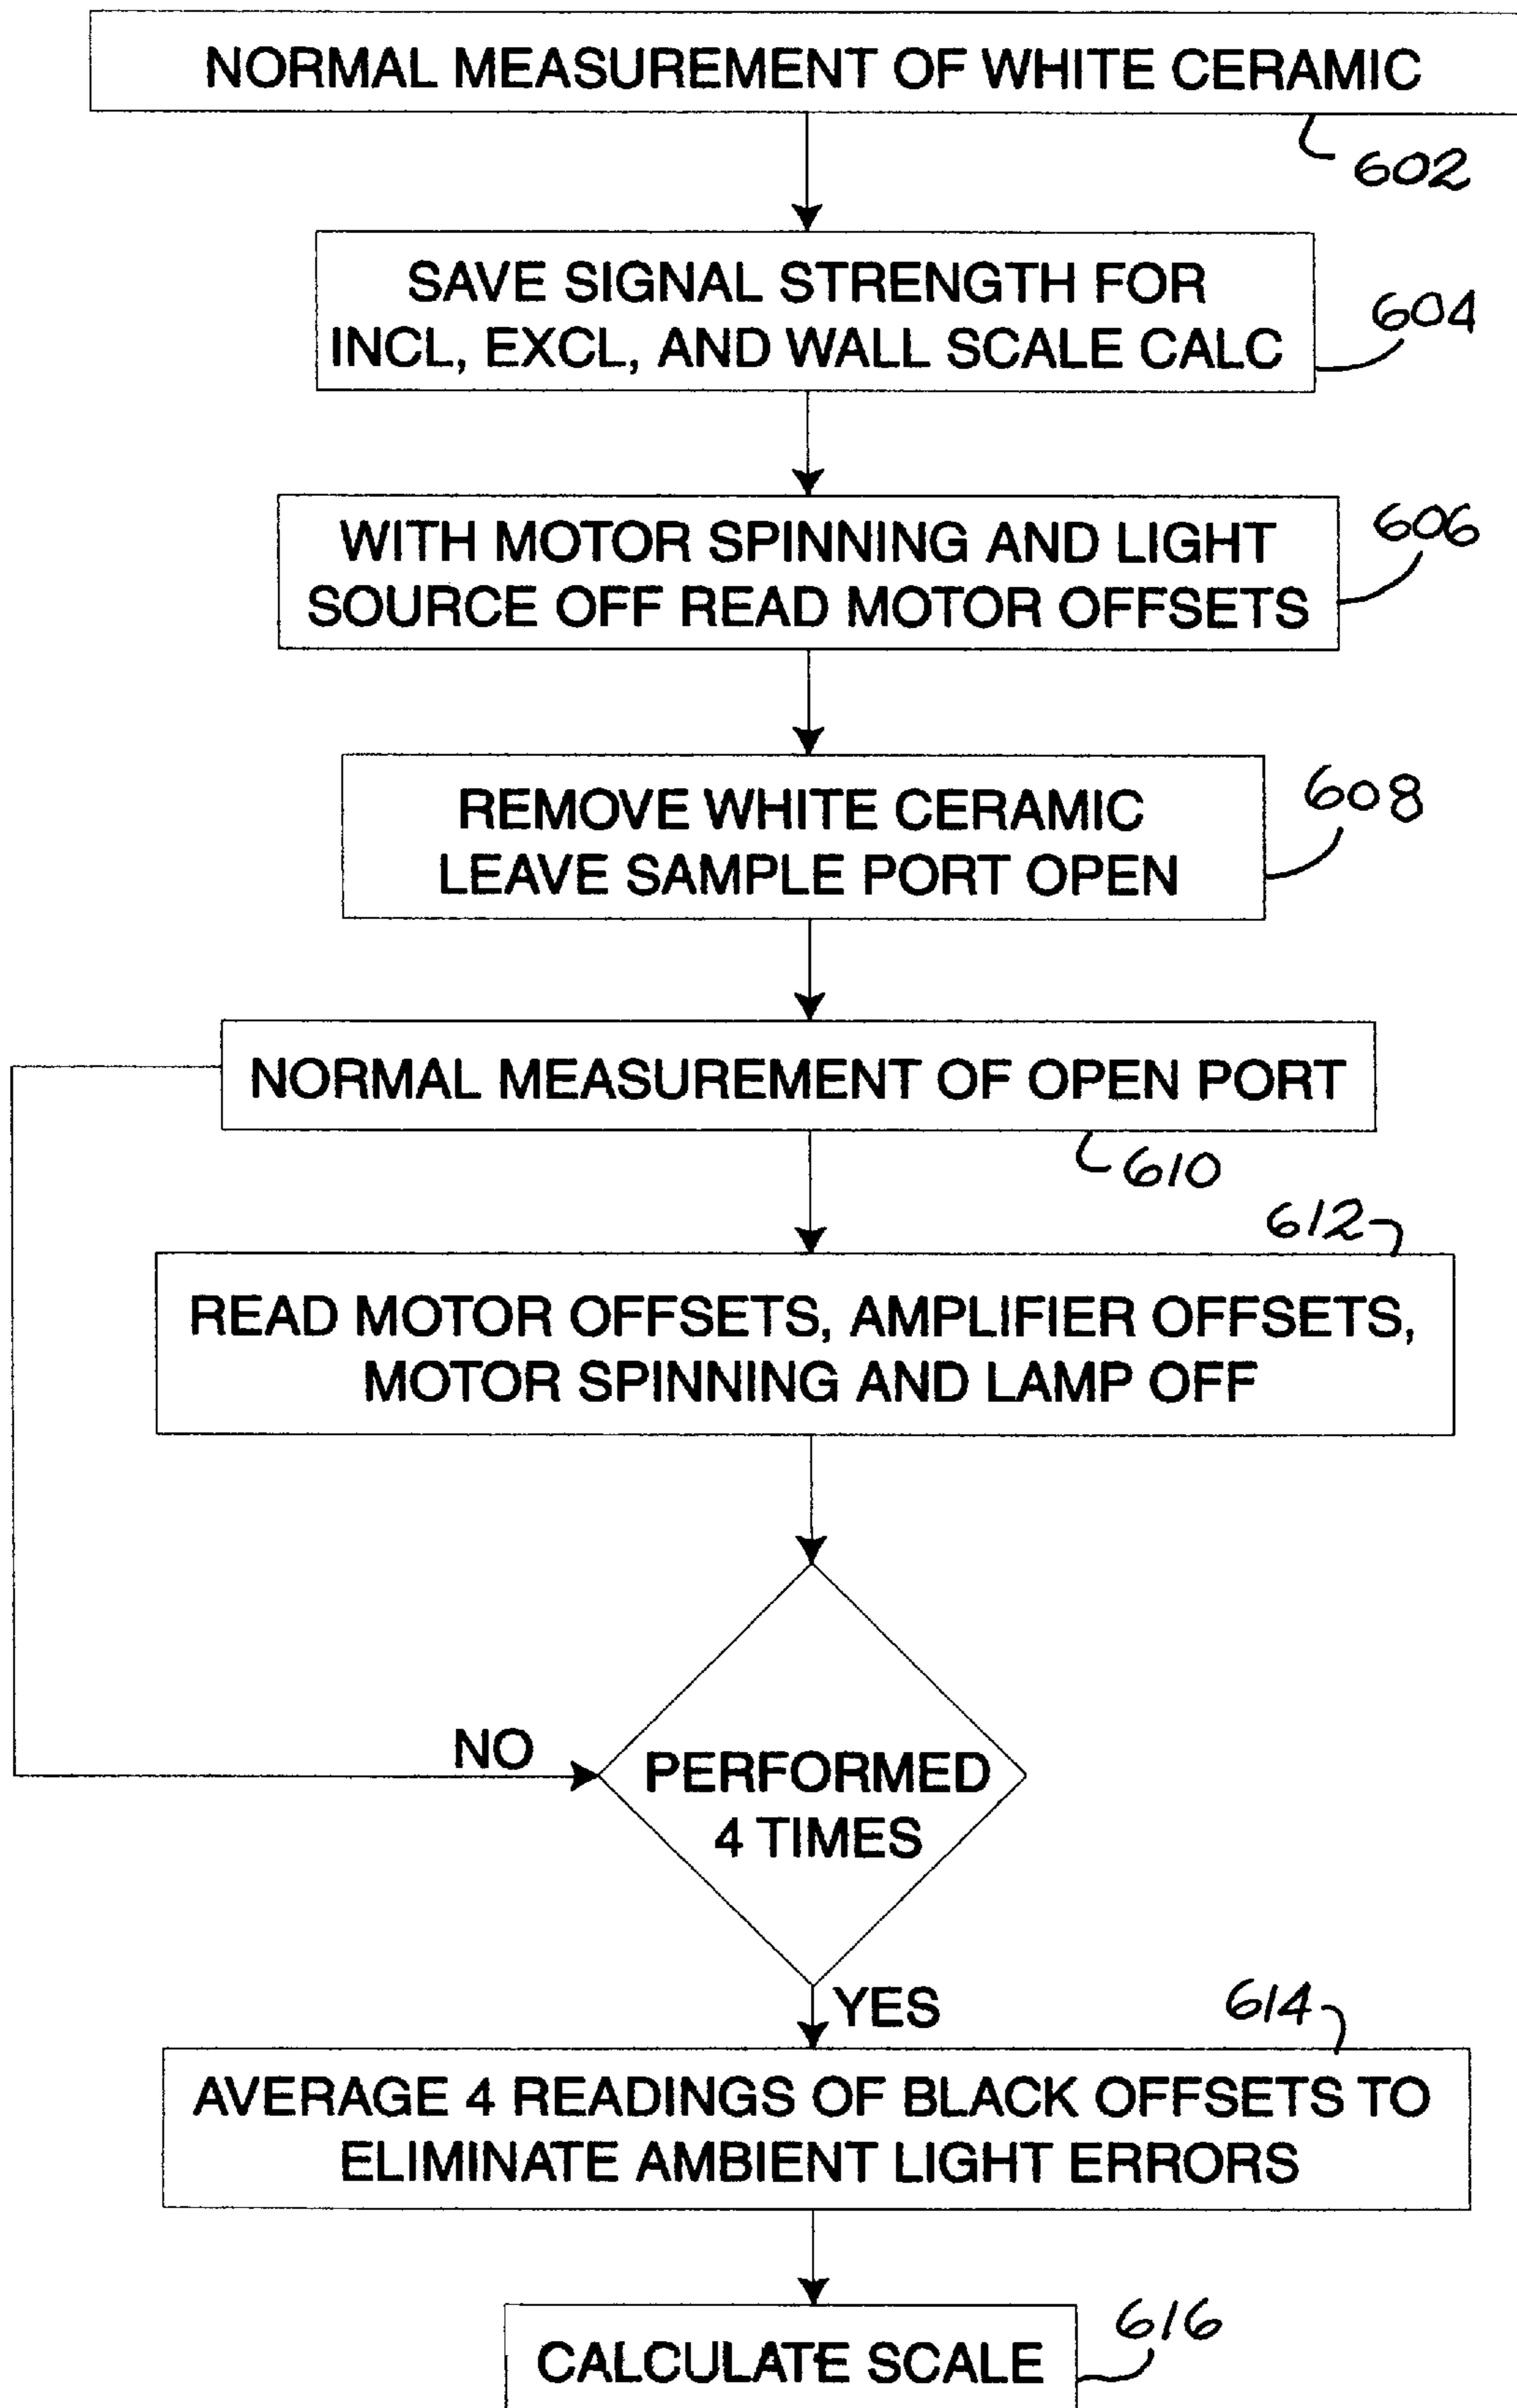 NORMAL MEASUREMENT OF WHITE CERAMIC
602
SAVE SIGNAL STRENGTH FOR
INCL, EXCL, AND WALL SCALE CALC
604
WITH MOTOR SPINNING AND LIGHT
SOURCE OFF READ MOTOR OFFSETS
606
REMOVE WHITE CERAMIC
LEAVE SAMPLE PORT OPEN
608
NORMAL MEASUREMENT OF OPEN PORT
610
612
READ MOTOR OFFSETS, AMPLIFIER OFFSETS,
MOTOR SPINNING AND LAMP OFF
NO
PERFORMED
4 TIMES
YES
614
AVERAGE 4 READINGS OF BLACK OFFSETS TO
ELIMINATE AMBIENT LIGHT ERRORS
CALCULATE SCALE
616